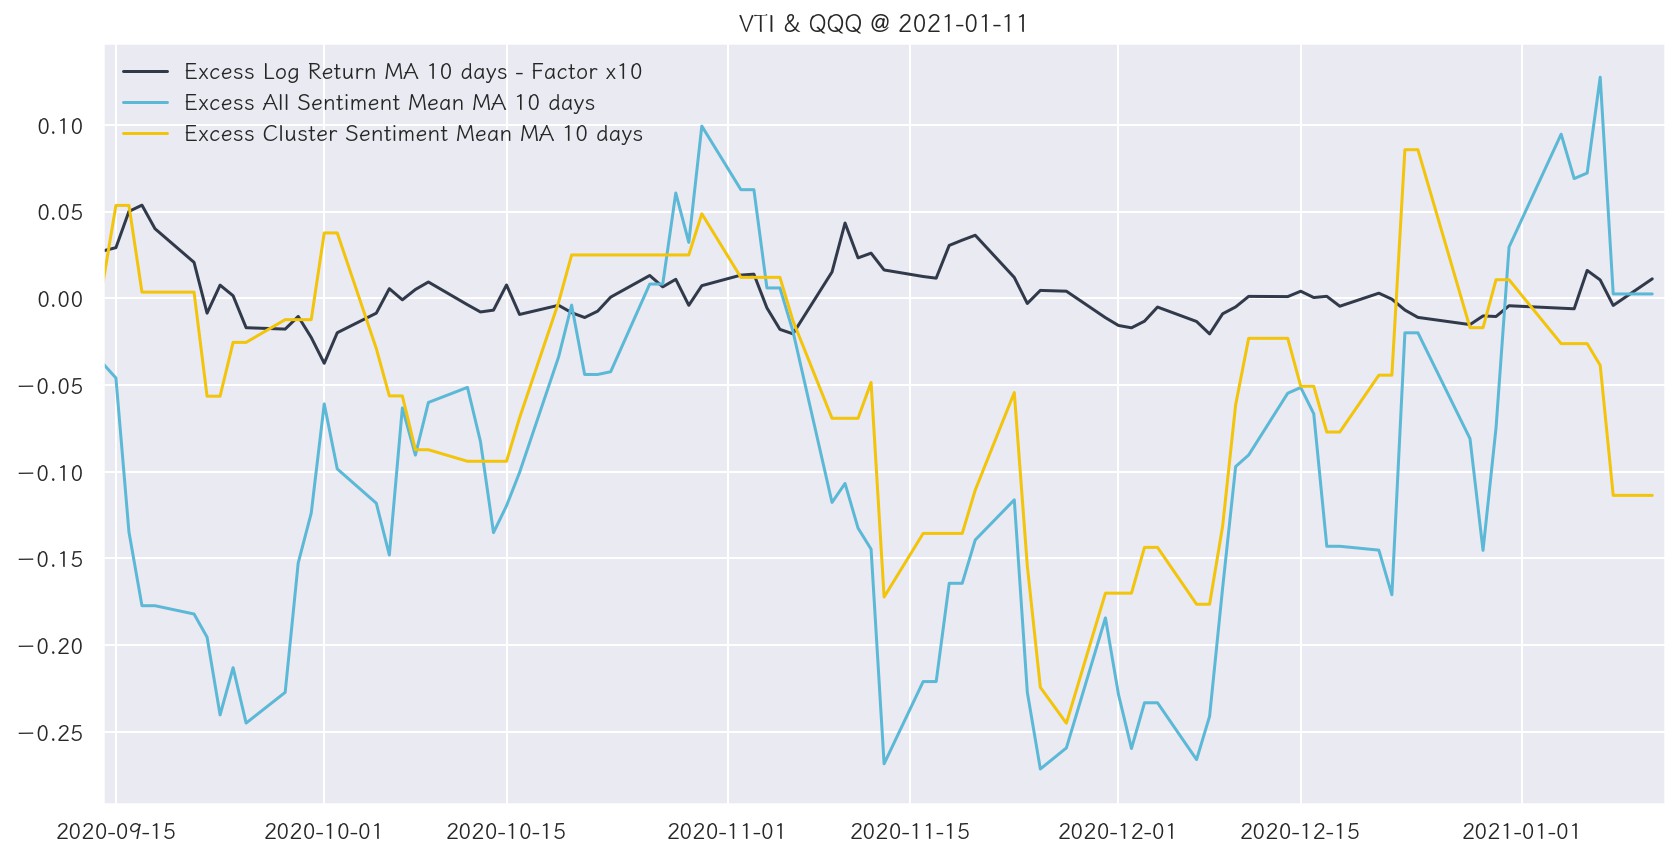 VTI & QQQ @ 2021-01-11
Excess Log Return MA 10 days - Factor x10
Excess All Sentiment Mean MA 10 days
Excess Cluster Sentiment Mean MA 10 days
0.10
0.05
0.00
−0.05
−0.10
−0.15
−0.20
−0.25
2020-09-15 2020-10-01 2020-10-15 2020-11-01 2020-11-15 2020-12-01 2020-12-15 2021-01-01